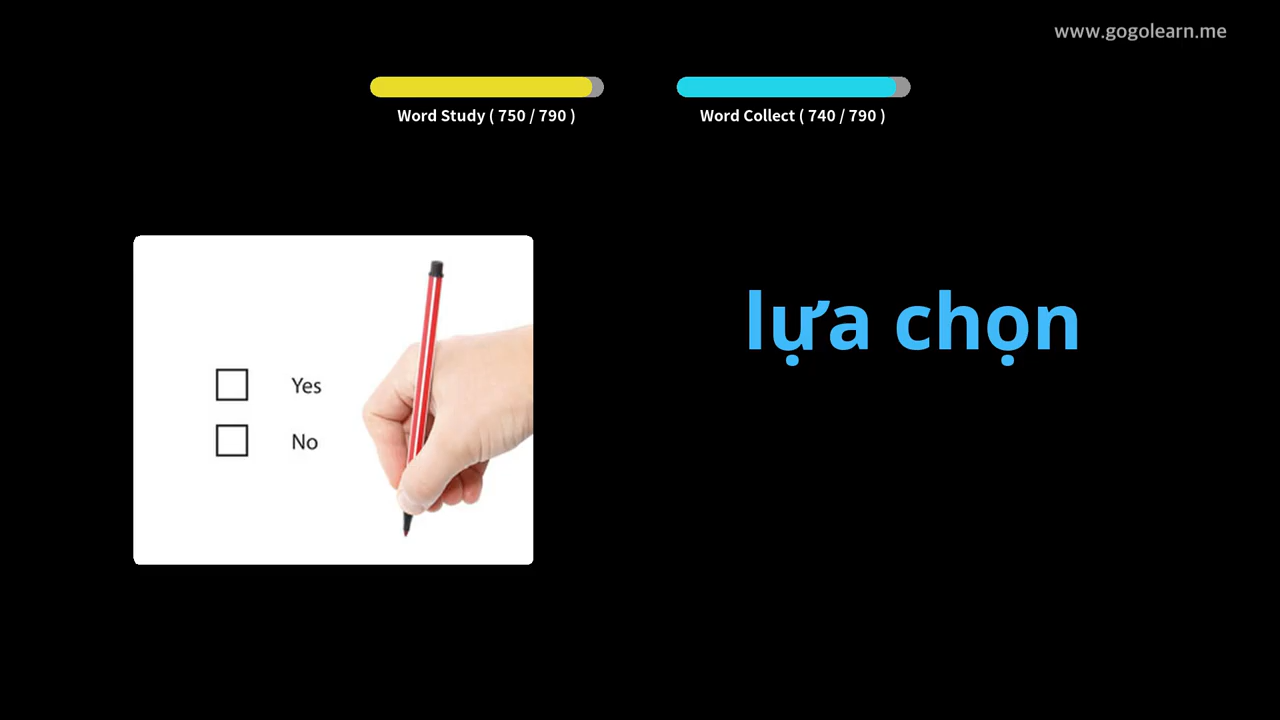 www.gogolearn.me
Word Study ( 750 / 790 )
Word Collect ( 740 / 790 )
lựa chọn
Yes
No